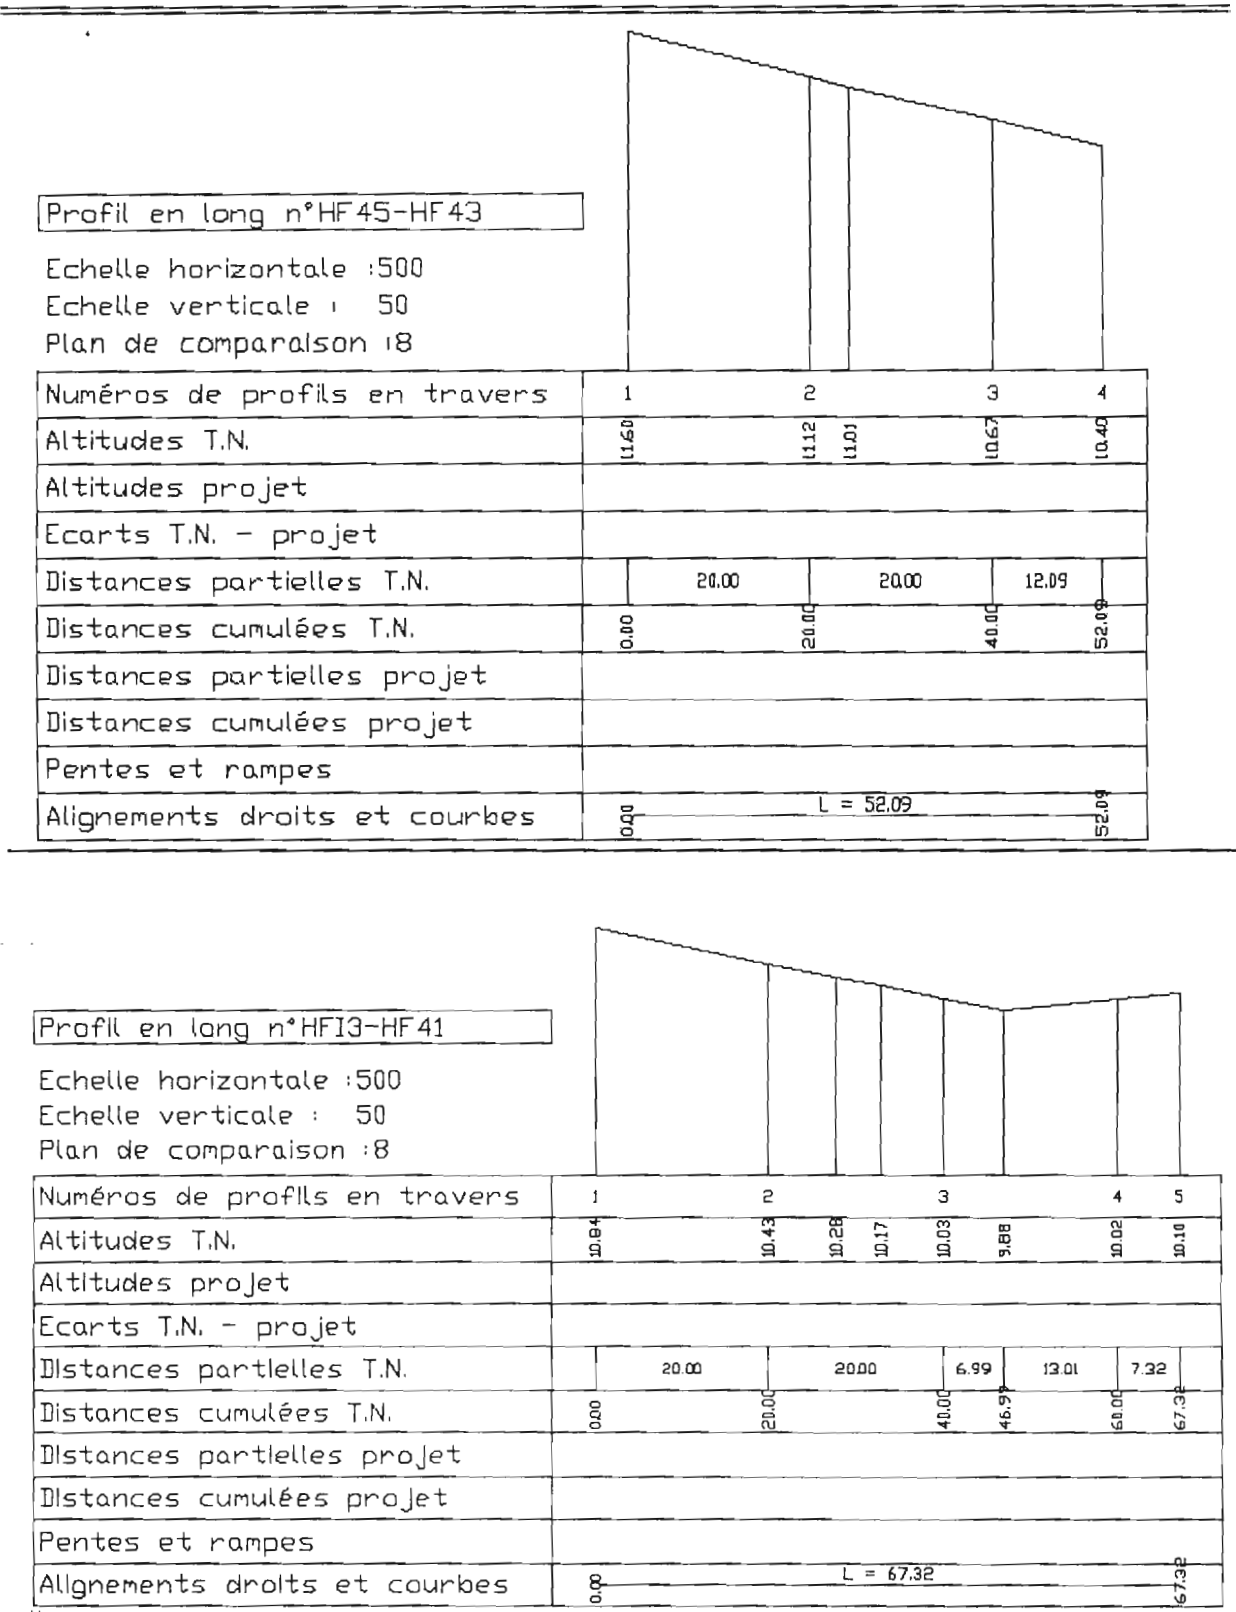 Profil en long n°HF45-HF43
Echelle horizontale :500
Echelle verticale : 50
Plan de comparaison :8
Numéros de profils en travers 1 2 3 4
Altitudes T.N. 11.60 11.12 11.01 10.67 10.40
Altitudes projet
Ecarts T.N. - projet
Distances partielles T.N. 20.00 20.00 12.09
Distances cumulées T.N. 0.00 20.00 40.00 52.09
Distances partielles projet
Distances cumulées projet
Pentes et rampes
Alignements droits et courbes 0.00 L = 52.09 52.09
Profil en long n°HFI3-HF41
Echelle horizontale :500
Echelle verticale : 50
Plan de comparaison :8
Numéros de profils en travers 1 2 3 4 5
Altitudes T.N. 10.84 10.43 10.28 10.17 10.03 9.88 10.02 10.10
Altitudes projet
Ecarts T.N. - projet
Distances partielles T.N. 20.00 20.00 6.99 13.01 7.32
Distances cumulées T.N. 0.00 20.00 40.00 46.99 60.00 67.32
Distances partielles projet
Distances cumulées projet
Pentes et rampes
Alignements droits et courbes 0.00 L = 67.32 67.32